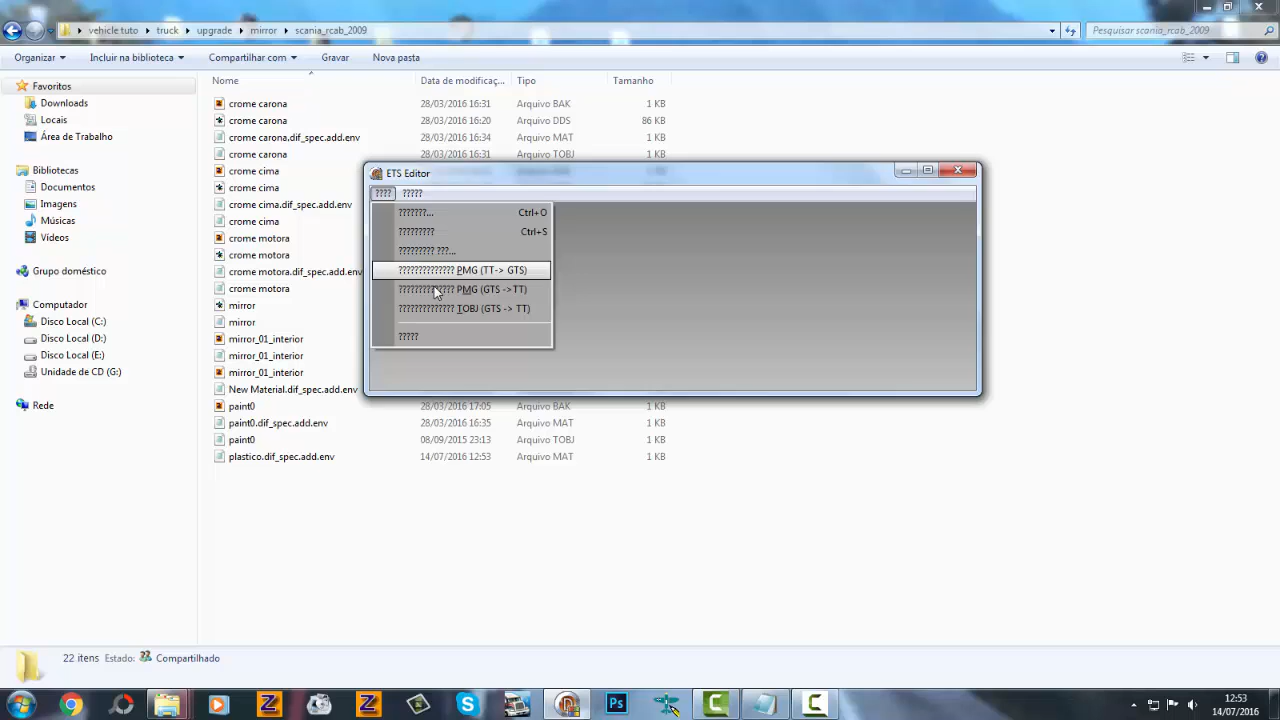 vehicle tuto ▸ truck ▸ upgrade ▸ mirror ▸ scania_rcab_2009
Pesquisar scania_rcab_2009
Organizar
Incluir na biblioteca
Compartilhar com
Gravar
Nova pasta
Nome
Data de modificaç...
Tipo
Tamanho
Favoritos
Downloads
Locais
Área de Trabalho
Bibliotecas
Documentos
Imagens
Músicas
Vídeos
Grupo doméstico
Computador
Disco Local (C:)
Disco Local (D:)
Disco Local (E:)
Unidade de CD (G:)
Rede
crome carona 28/03/2016 16:31 Arquivo BAK 1 KB
crome carona 28/03/2016 16:20 Arquivo DDS 86 KB
crome carona.dif_spec.add.env 28/03/2016 16:34 Arquivo MAT 1 KB
crome carona 28/03/2016 16:31 Arquivo TOBJ 1 KB
crome cima
crome cima
crome cima.dif_spec.add.env
crome cima
crome motora
crome motora
crome motora.dif_spec.add.env
crome motora
mirror
mirror
mirror_01_interior
mirror_01_interior
mirror_01_interior
New Material.dif_spec.add.env
paint0 28/03/2016 17:05 Arquivo BAK 1 KB
paint0.dif_spec.add.env 28/03/2016 16:35 Arquivo MAT 1 KB
paint0 08/09/2015 23:13 Arquivo TOBJ 1 KB
plastico.dif_spec.add.env 14/07/2016 12:53 Arquivo MAT 1 KB
ETS Editor
???? ?????
???????... Ctrl+O
????????? Ctrl+S
????????? ???...
?????????????? PMG (TT-> GTS)
?????????????? PMG (GTS ->TT)
?????????????? TOBJ (GTS -> TT)
?????
22 itens Estado: Compartilhado
12:53
14/07/2016